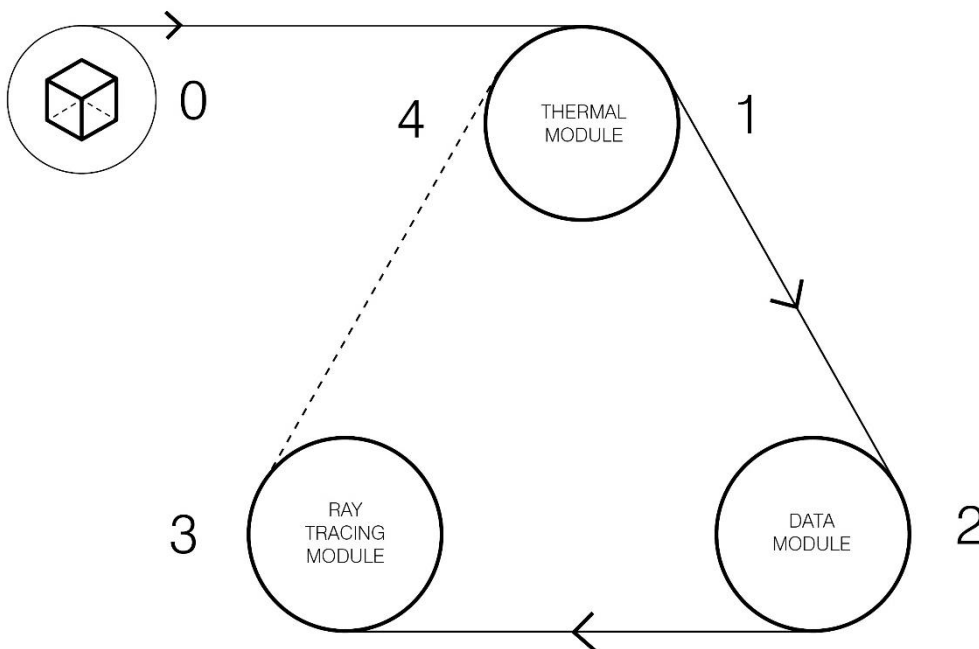 0
4
THERMAL
MODULE
1
3
RAY
TRACING
MODULE
DATA
MODULE
2